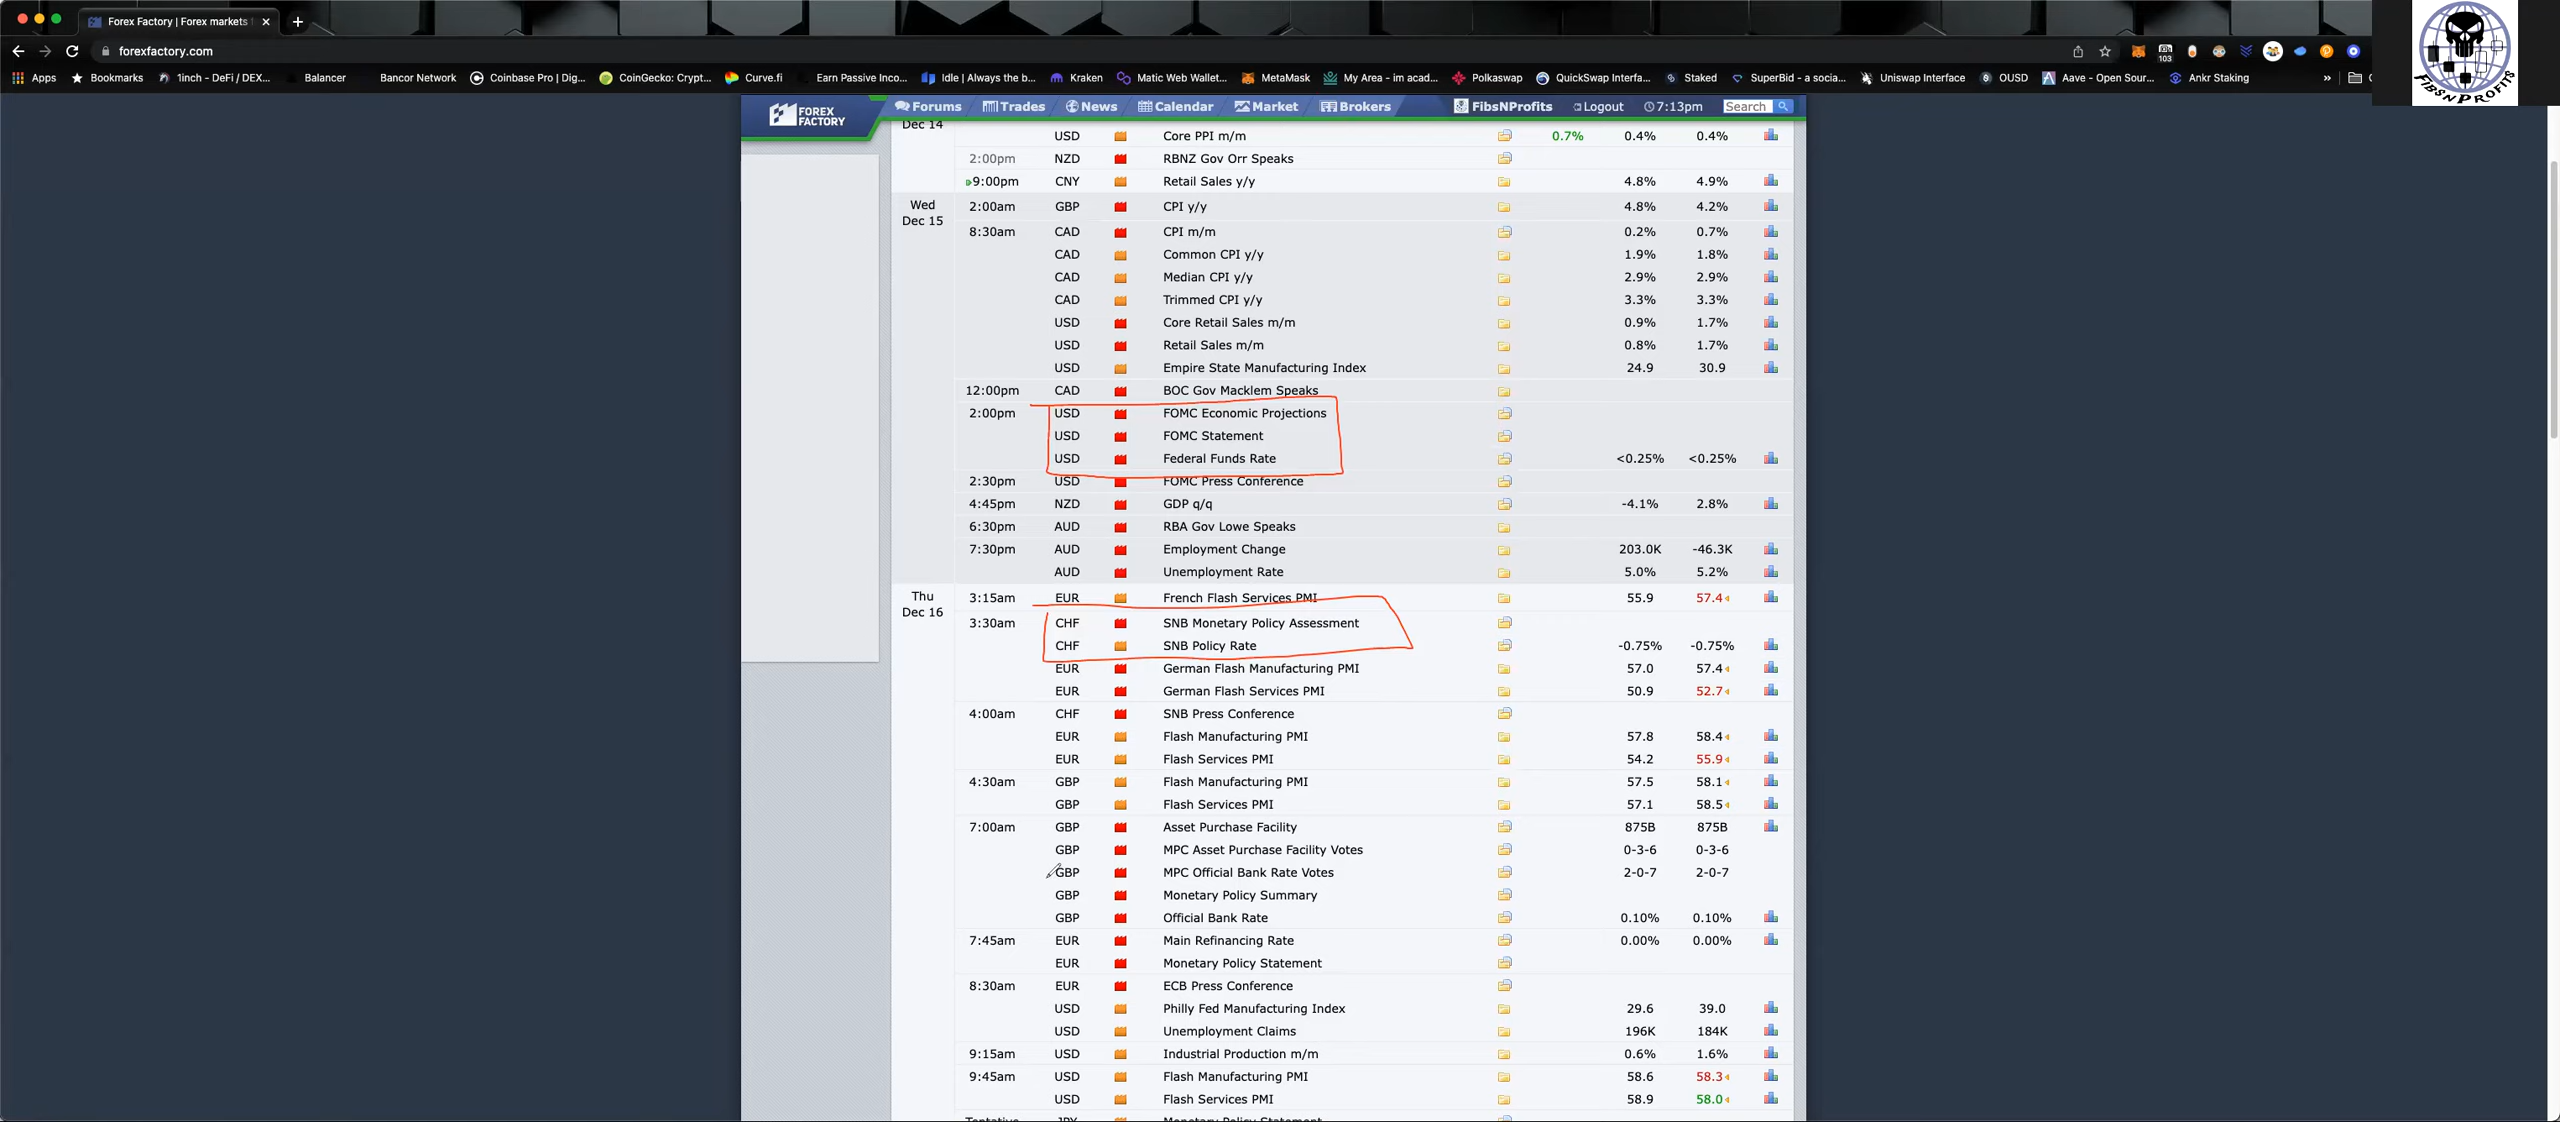 Forex Factory | Forex markets
forexfactory.com
103
Apps Bookmarks 1inch - DeFi / DEX... Balancer Bancor Network Coinbase Pro | Dig... CoinGecko: Crypt... Curve.fi Earn Passive Inco... Idle | Always the b... Kraken Matic Web Wallet... MetaMask My Area - im acad... Polkaswap QuickSwap Interfa... Staked SuperBid - a socia... Uniswap Interface OUSD Aave - Open Sour... Ankr Staking »
FIBSNPROFITS
FOREX FACTORY
Forums Trades News Calendar Market Brokers FibsNProfits Logout 7:13pm Search
Dec 14
USD Core PPI m/m 0.7% 0.4% 0.4%
2:00pm NZD RBNZ Gov Orr Speaks
9:00pm CNY Retail Sales y/y 4.8% 4.9%
Wed Dec 15 2:00am GBP CPI y/y 4.8% 4.2%
8:30am CAD CPI m/m 0.2% 0.7%
CAD Common CPI y/y 1.9% 1.8%
CAD Median CPI y/y 2.9% 2.9%
CAD Trimmed CPI y/y 3.3% 3.3%
USD Core Retail Sales m/m 0.9% 1.7%
USD Retail Sales m/m 0.8% 1.7%
USD Empire State Manufacturing Index 24.9 30.9
12:00pm CAD BOC Gov Macklem Speaks
2:00pm USD FOMC Economic Projections
USD FOMC Statement
USD Federal Funds Rate <0.25% <0.25%
2:30pm USD FOMC Press Conference
4:45pm NZD GDP q/q -4.1% 2.8%
6:30pm AUD RBA Gov Lowe Speaks
7:30pm AUD Employment Change 203.0K -46.3K
AUD Unemployment Rate 5.0% 5.2%
Thu Dec 16 3:15am EUR French Flash Services PMI 55.9 57.4
3:30am CHF SNB Monetary Policy Assessment
CHF SNB Policy Rate -0.75% -0.75%
EUR German Flash Manufacturing PMI 57.0 57.4
EUR German Flash Services PMI 50.9 52.7
4:00am CHF SNB Press Conference
EUR Flash Manufacturing PMI 57.8 58.4
EUR Flash Services PMI 54.2 55.9
4:30am GBP Flash Manufacturing PMI 57.5 58.1
GBP Flash Services PMI 57.1 58.5
7:00am GBP Asset Purchase Facility 875B 875B
GBP MPC Asset Purchase Facility Votes 0-3-6 0-3-6
GBP MPC Official Bank Rate Votes 2-0-7 2-0-7
GBP Monetary Policy Summary
GBP Official Bank Rate 0.10% 0.10%
7:45am EUR Main Refinancing Rate 0.00% 0.00%
EUR Monetary Policy Statement
8:30am EUR ECB Press Conference
USD Philly Fed Manufacturing Index 29.6 39.0
USD Unemployment Claims 196K 184K
9:15am USD Industrial Production m/m 0.6% 1.6%
9:45am USD Flash Manufacturing PMI 58.6 58.3
USD Flash Services PMI 58.9 58.0
Tentative JPY Monetary Policy Statement